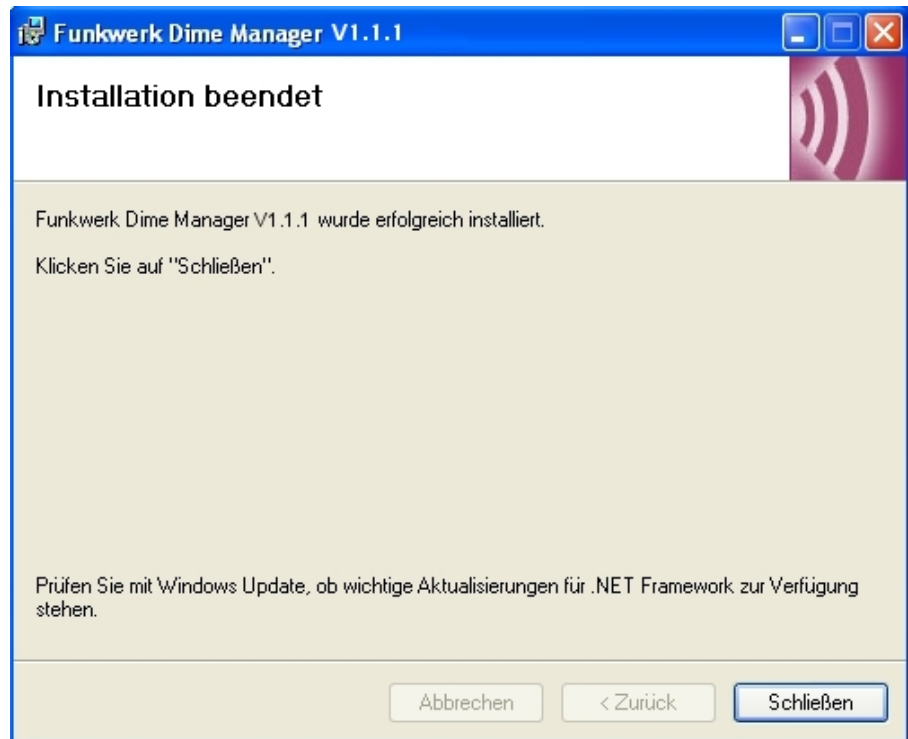 Funkwerk Dime Manager V1.1.1
Installation beendet
Funkwerk Dime Manager V1.1.1 wurde erfolgreich installiert.
Klicken Sie auf "Schließen".
Prüfen Sie mit Windows Update, ob wichtige Aktualisierungen für .NET Framework zur Verfügung
stehen.
Abbrechen
< Zurück
Schließen